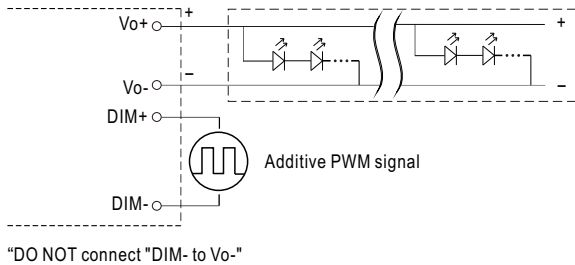 Vo+
+
+
Vo-
–
–
DIM+
Additive PWM signal
DIM-
“DO NOT connect "DIM- to Vo-"